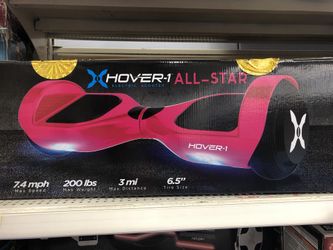 HOVER-1 ALL-STAR
ELECTRIC SCOOTER
HOVER-1
7.4 mph 200 lbs 3 mi 6.5"
Max Speed Max Weight Max Distance Tire Size